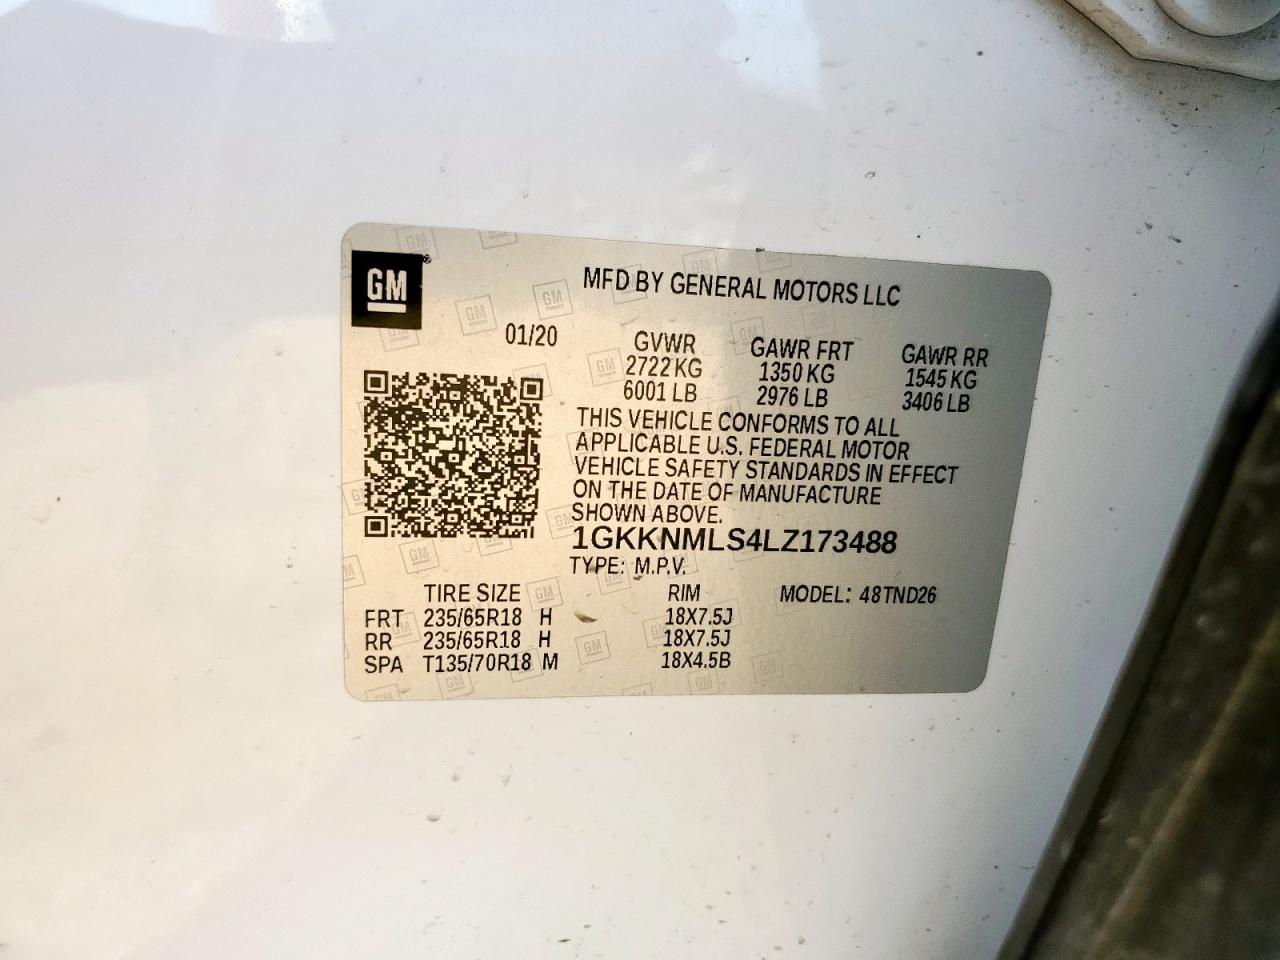 GM
MFD BY GENERAL MOTORS LLC
01/20 GVWR GAWR FRT GAWR RR
2722 KG 1350 KG 1545 KG
6001 LB 2976 LB 3406 LB
THIS VEHICLE CONFORMS TO ALL
APPLICABLE U.S. FEDERAL MOTOR
VEHICLE SAFETY STANDARDS IN EFFECT
ON THE DATE OF MANUFACTURE
SHOWN ABOVE.
1GKKNMLS4LZ173488
TYPE: M.P.V.
TIRE SIZE RIM MODEL: 48TND26
FRT 235/65R18 H 18X7.5J
RR 235/65R18 H 18X7.5J
SPA T135/70R18 M 18X4.5B